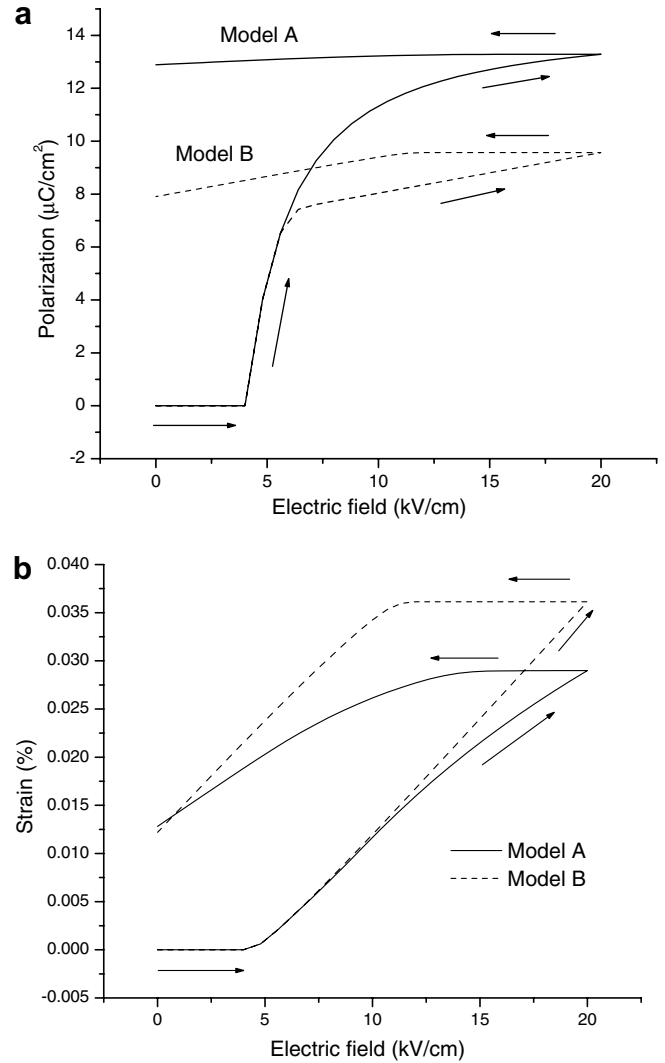 a
Model A
Model B
Polarization (μC/cm²)
14
12
10
8
6
4
2
0
-2
0 5 10 15 20
Electric field (kV/cm)
b
Strain (%)
0.040
0.035
0.030
0.025
0.020
0.015
0.010
0.005
0.000
-0.005
Model A
Model B
0 5 10 15 20
Electric field (kV/cm)